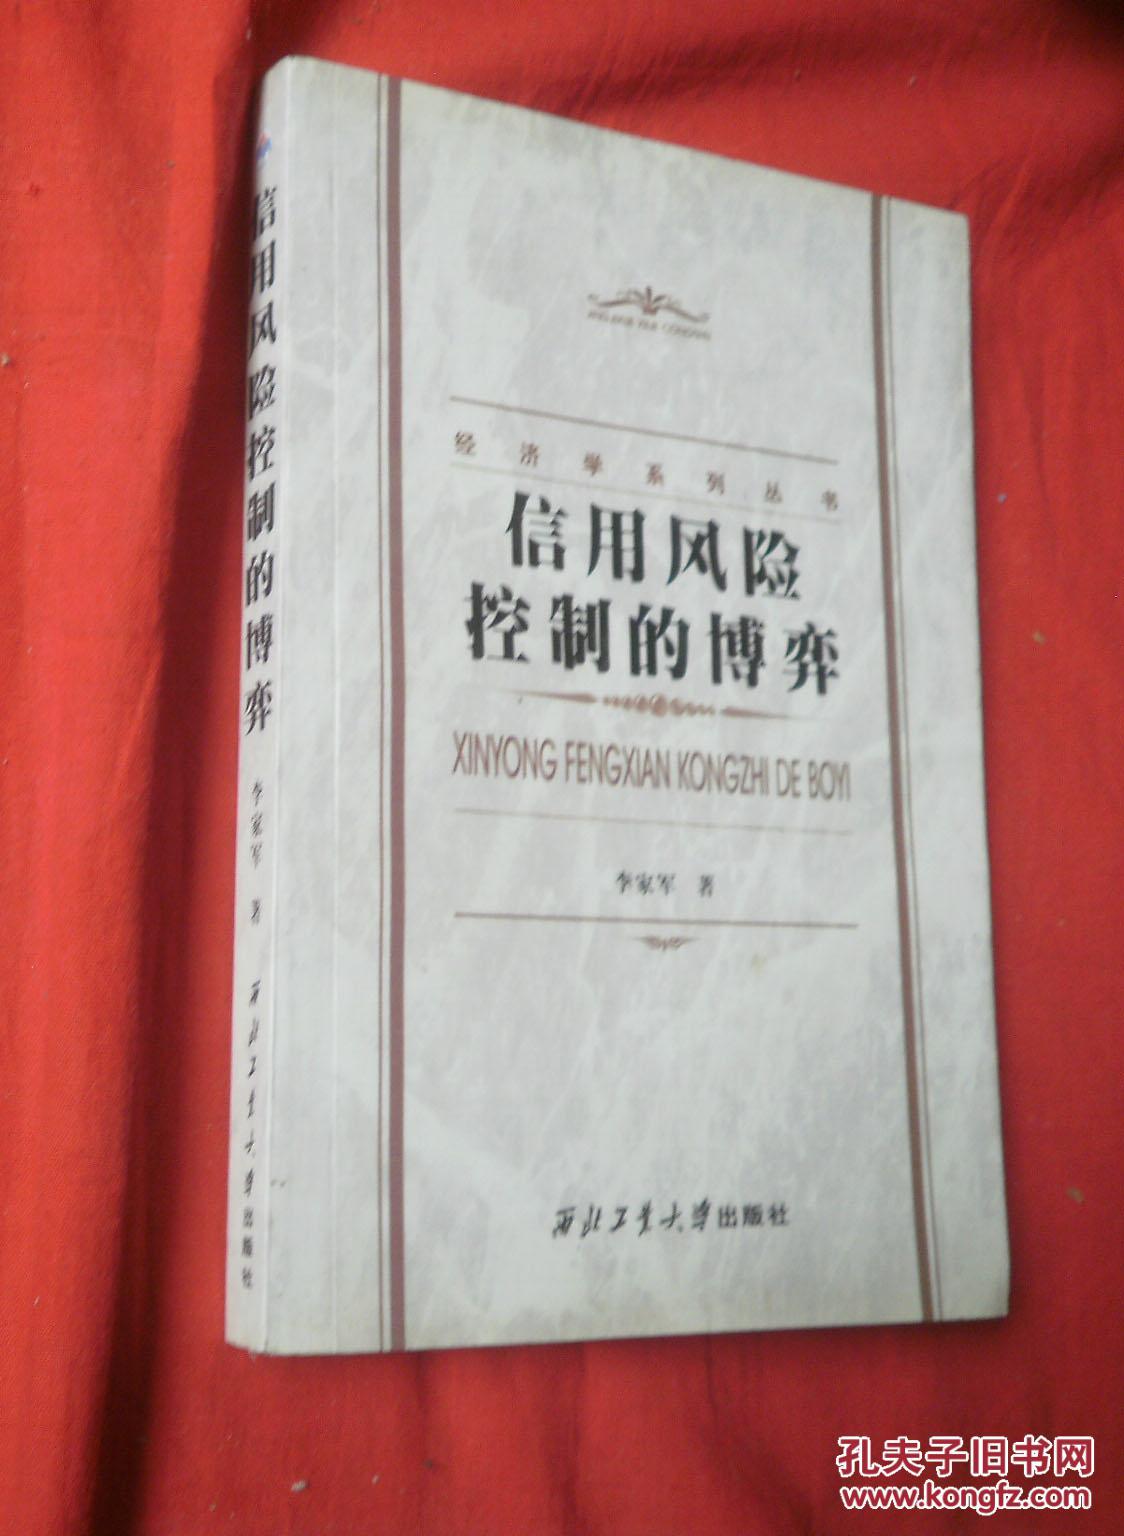 信用风险控制的博弈
李家军 著
西北工业大学出版社
经济学系列丛书
信用风险
控制的博弈
XINYONG FENGXIAN KONGZHI DE BOYI
李家军 著
西北工业大学出版社
孔夫子旧书网
www.kongfz.com